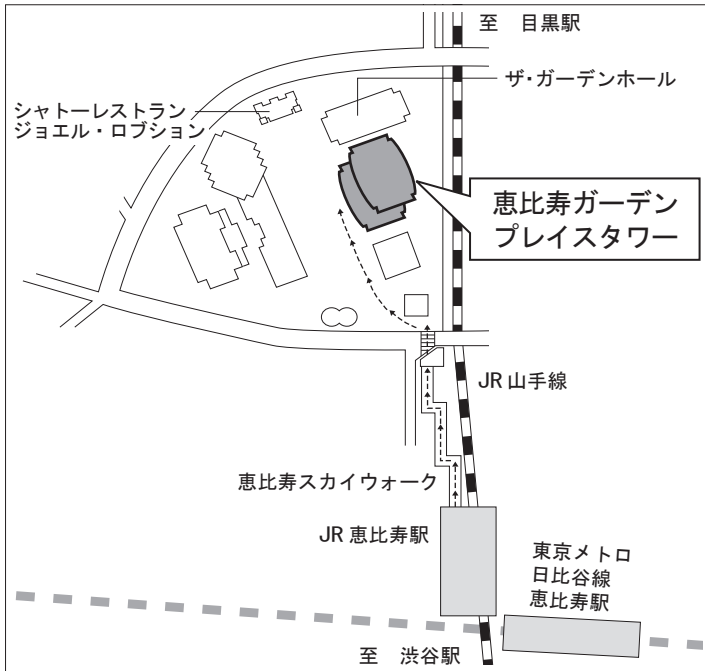 至 目黒駅
ザ・ガーデンホール
シャトーレストラン
ジョエル・ロブション
恵比寿ガーデン
プレイスタワー
JR 山手線
恵比寿スカイウォーク
JR 恵比寿駅
東京メトロ
日比谷線
恵比寿駅
至 渋谷駅